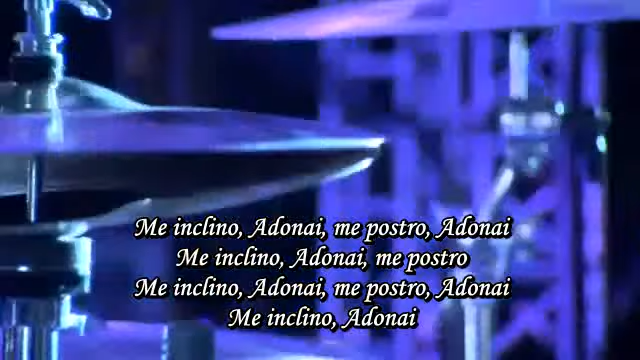 Me inclino, Adonai, me postro, Adonai
Me inclino, Adonai, me postro
Me inclino, Adonai, me postro, Adonai
Me inclino, Adonai